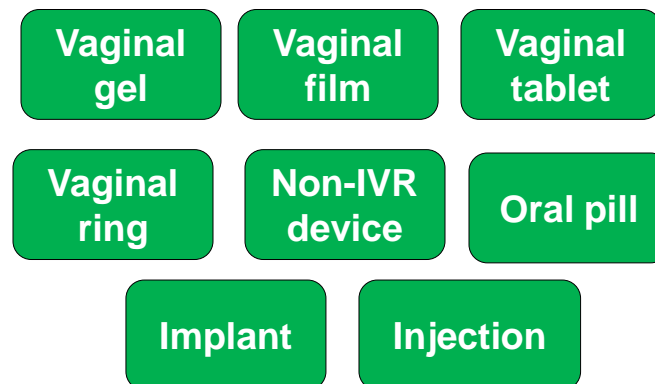 Vaginal gel
Vaginal film
Vaginal tablet
Vaginal ring
Non-IVR device
Oral pill
Implant
Injection